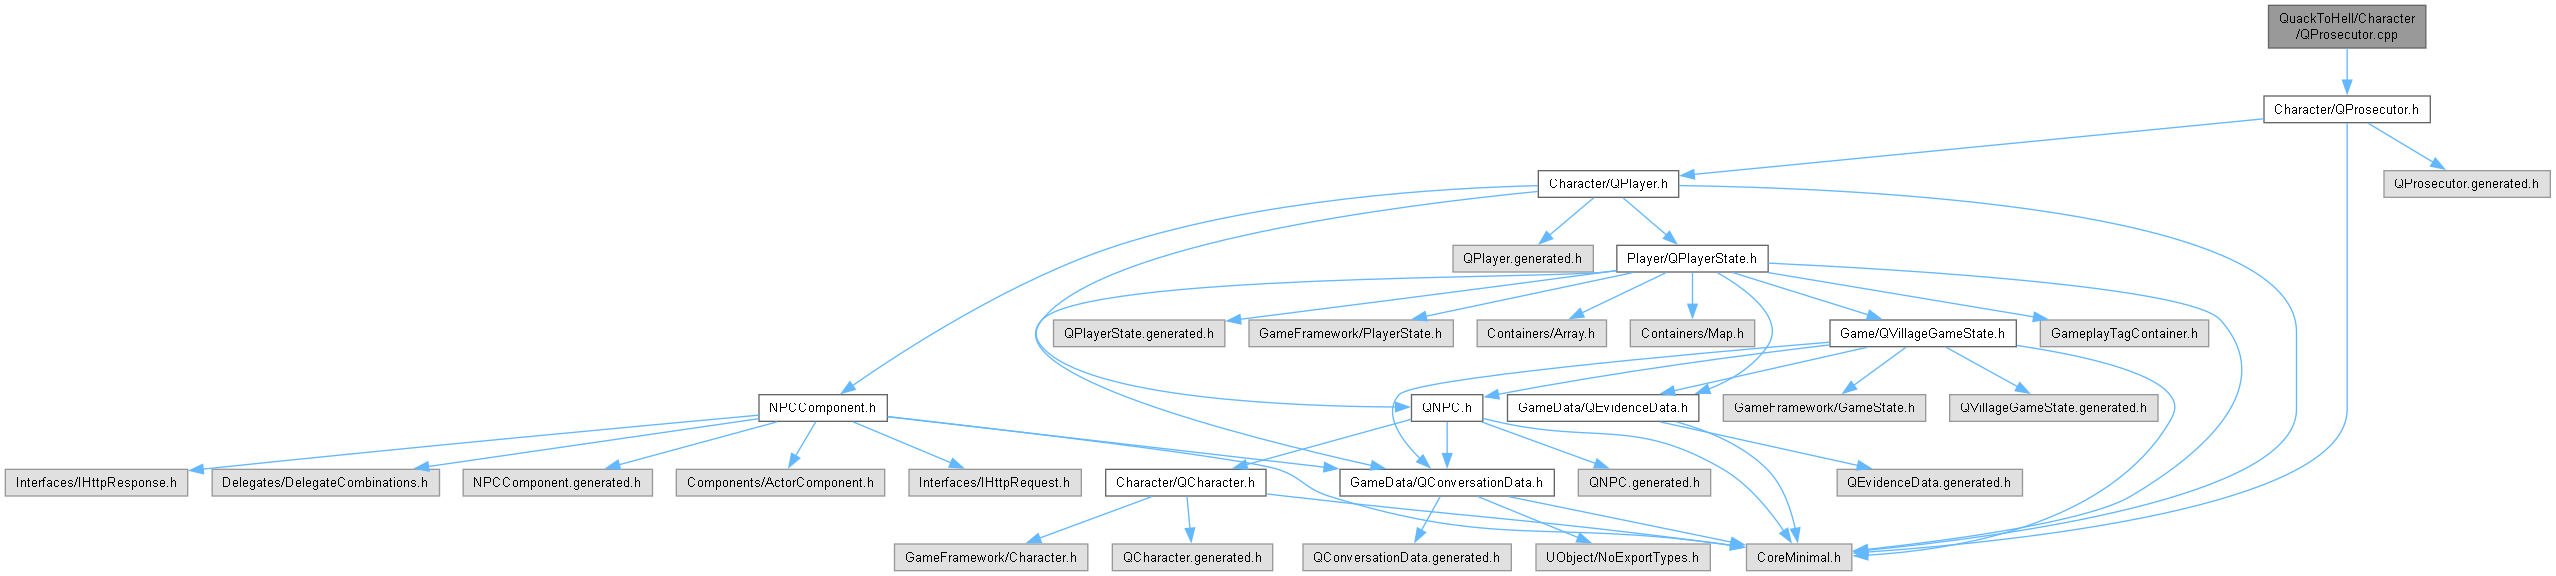 QuackToHell/Character
/QProsecutor.cpp
Character/QProsecutor.h
Character/QPlayer.h
QProsecutor.generated.h
QPlayer.generated.h
Player/QPlayerState.h
QPlayerState.generated.h
GameFramework/PlayerState.h
Containers/Array.h
Containers/Map.h
Game/QVillageGameState.h
GameplayTagContainer.h
NPCComponent.h
QNPC.h
GameData/QEvidenceData.h
GameFramework/GameState.h
QVillageGameState.generated.h
Interfaces/IHttpResponse.h
Delegates/DelegateCombinations.h
NPCComponent.generated.h
Components/ActorComponent.h
Interfaces/IHttpRequest.h
Character/QCharacter.h
GameData/QConversationData.h
QNPC.generated.h
QEvidenceData.generated.h
GameFramework/Character.h
QCharacter.generated.h
QConversationData.generated.h
UObject/NoExportTypes.h
CoreMinimal.h